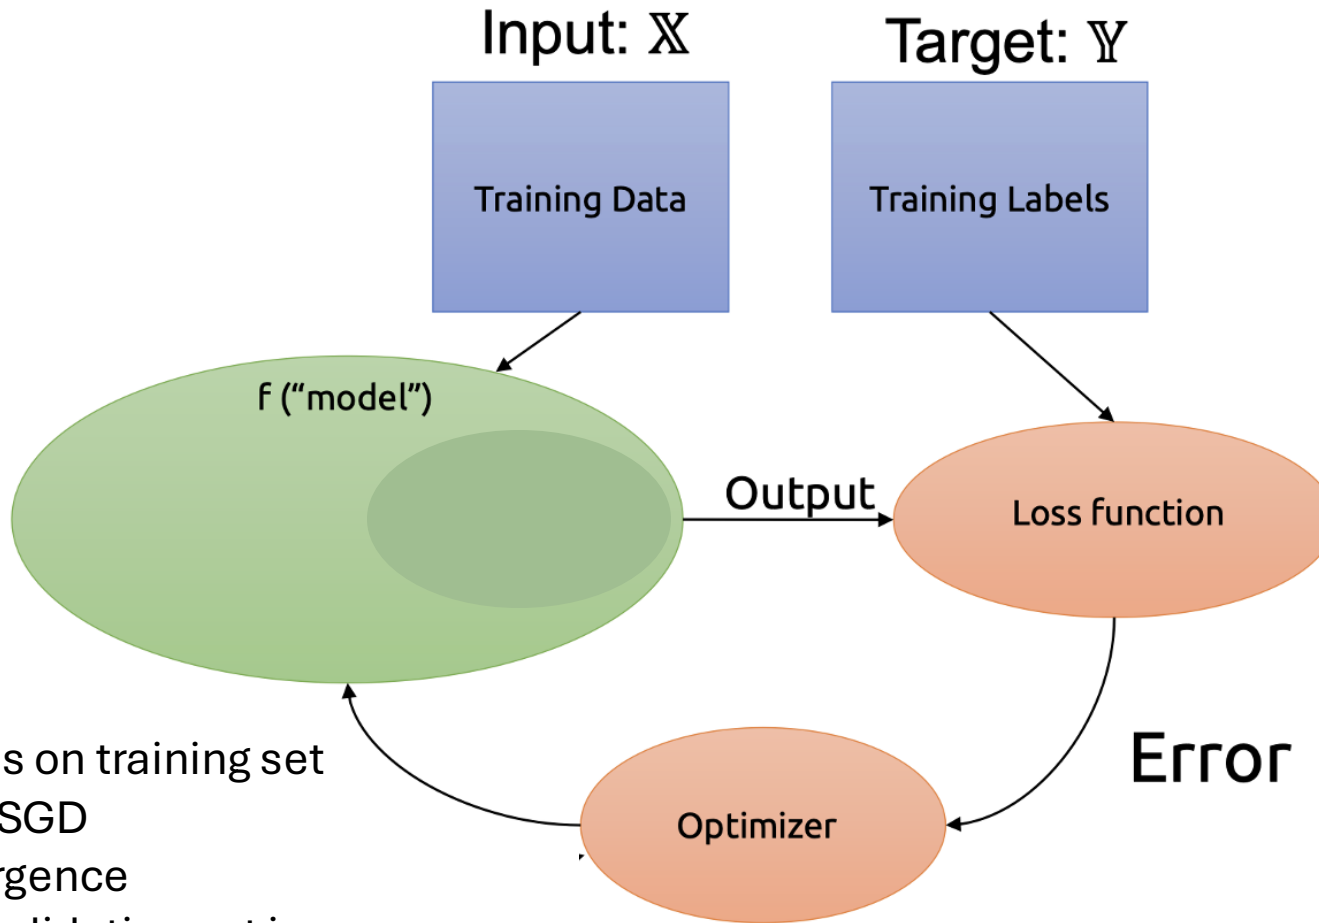 Input: 𝕏
Target: 𝕐
Training Data
Training Labels
f (“model”)
Output
Loss function
Error
Optimizer
s on training set
SGD
rgence